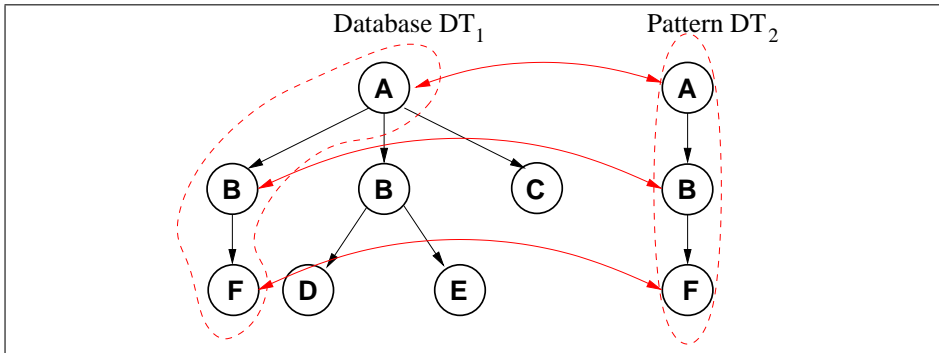 Database DT1 Pattern DT2
A A
B B C B
F D E F